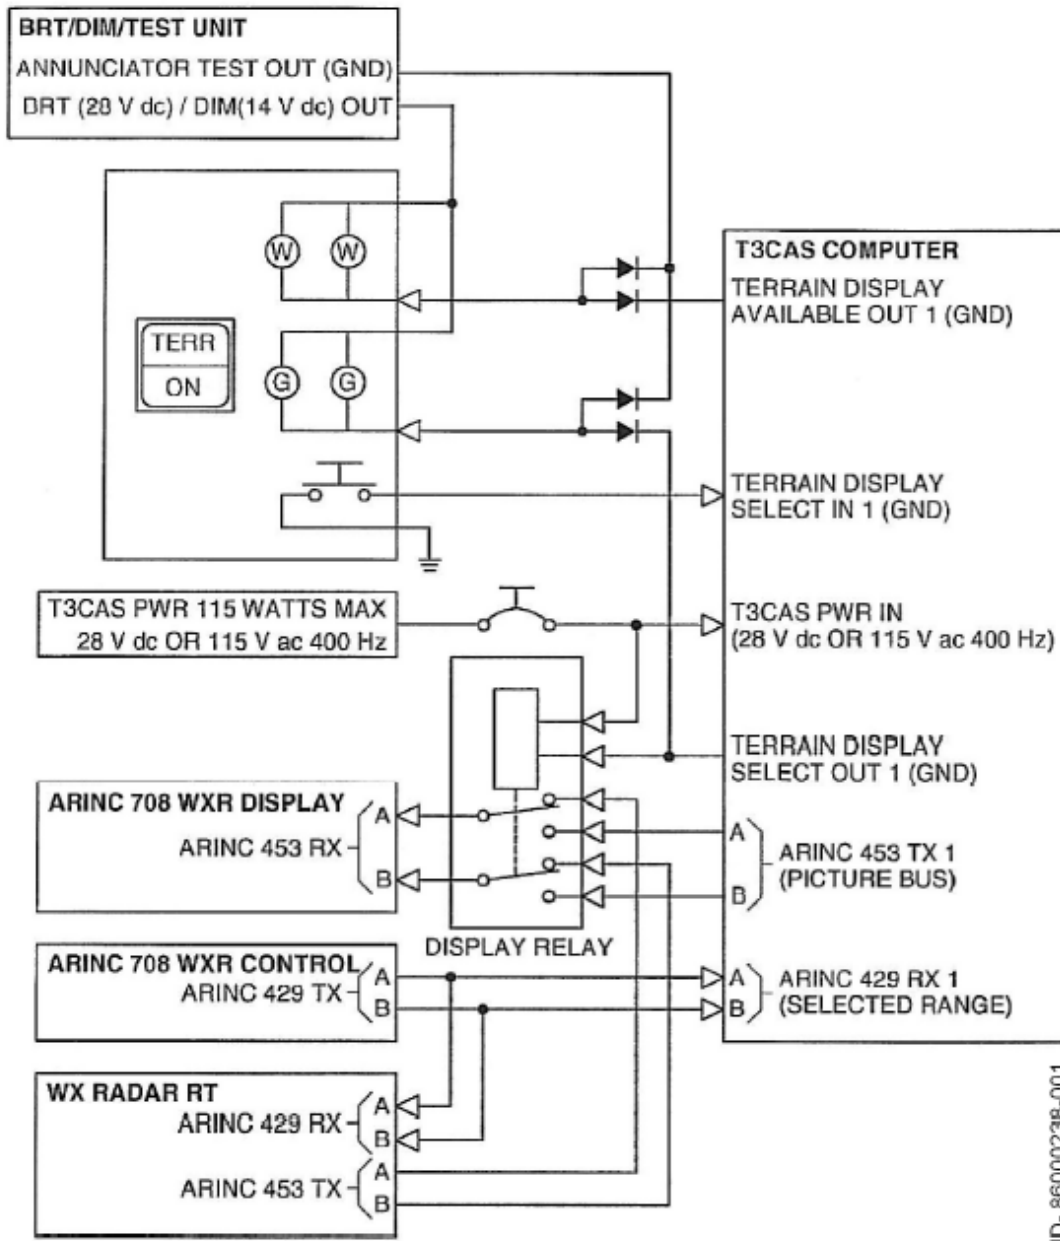 BRT/DIM/TEST UNIT
ANNUNCIATOR TEST OUT (GND)
BRT (28 V dc) / DIM(14 V dc) OUT
W W
TERR
ON
G G
T3CAS COMPUTER
TERRAIN DISPLAY
AVAILABLE OUT 1 (GND)
TERRAIN DISPLAY
SELECT IN 1 (GND)
T3CAS PWR 115 WATTS MAX
28 V dc OR 115 V ac 400 Hz
T3CAS PWR IN
(28 V dc OR 115 V ac 400 Hz)
TERRAIN DISPLAY
SELECT OUT 1 (GND)
ARINC 708 WXR DISPLAY
A
ARINC 453 RX
B
A
ARINC 453 TX 1
(PICTURE BUS)
B
DISPLAY RELAY
ARINC 708 WXR CONTROL
A
ARINC 429 TX
B
A
ARINC 429 RX 1
B
(SELECTED RANGE)
WX RADAR RT
A
ARINC 429 RX
B
A
ARINC 453 TX
B
ID- 86000238-001